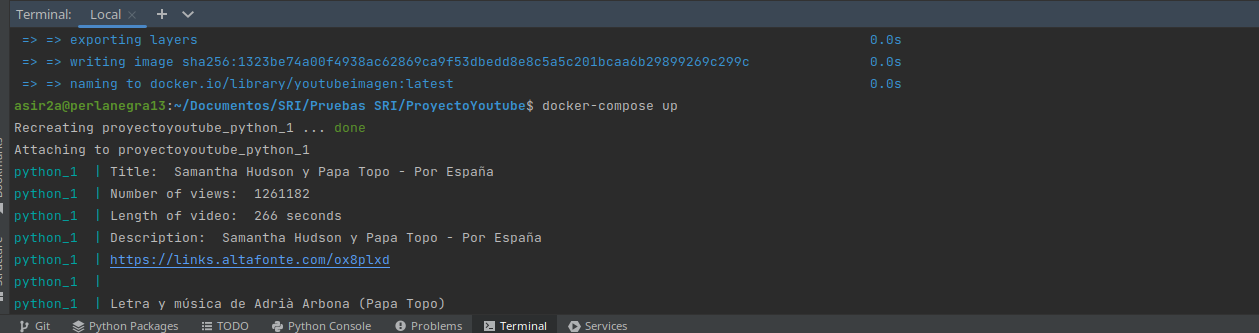 Terminal: Local × +
=> => exporting layers 0.0s
=> => writing image sha256:1323be74a00f4938ac62869ca9f53dbedd8e8c5a5c201bcaa6b29899269c299c 0.0s
=> => naming to docker.io/library/youtubeimagen:latest 0.0s
asir2a@perlanegra13:~/Documentos/SRI/Pruebas SRI/ProyectoYoutube$ docker-compose up
Recreating proyectoyoutube_python_1 ... done
Attaching to proyectoyoutube_python_1
python_1 | Title: Samantha Hudson y Papa Topo - Por España
python_1 | Number of views: 1261182
python_1 | Length of video: 266 seconds
python_1 | Description: Samantha Hudson y Papa Topo - Por España
python_1 | https://links.altafonte.com/ox8plxd
python_1 |
python_1 | Letra y música de Adrià Arbona (Papa Topo)
Git Python Packages TODO Python Console Problems Terminal Services